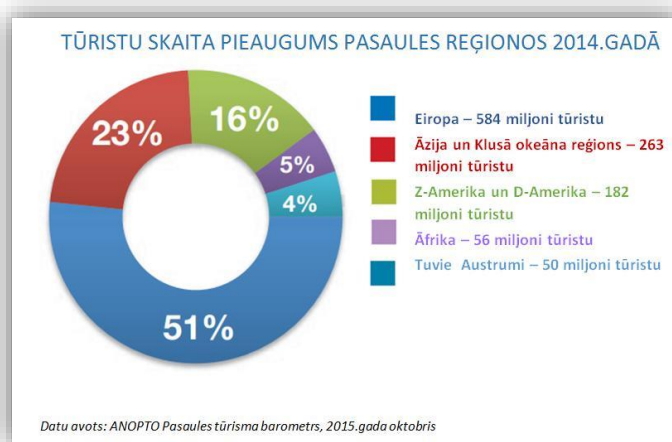 TŪRISTU SKAITA PIEAUGUMS PASAULES REĢIONOS 2014.GADĀ
23%
16%
5%
4%
51%
Eiropa – 584 miljoni tūristu
Āzija un Klusā okeāna reģions – 263
miljoni tūristu
Z-Amerika un D-Amerika – 182
miljoni tūristu
Āfrika – 56 miljoni tūristu
Tuvie Austrumi – 50 miljoni tūristu
Datu avots: ANOPTO Pasaules tūrisma barometrs, 2015.gada oktobris